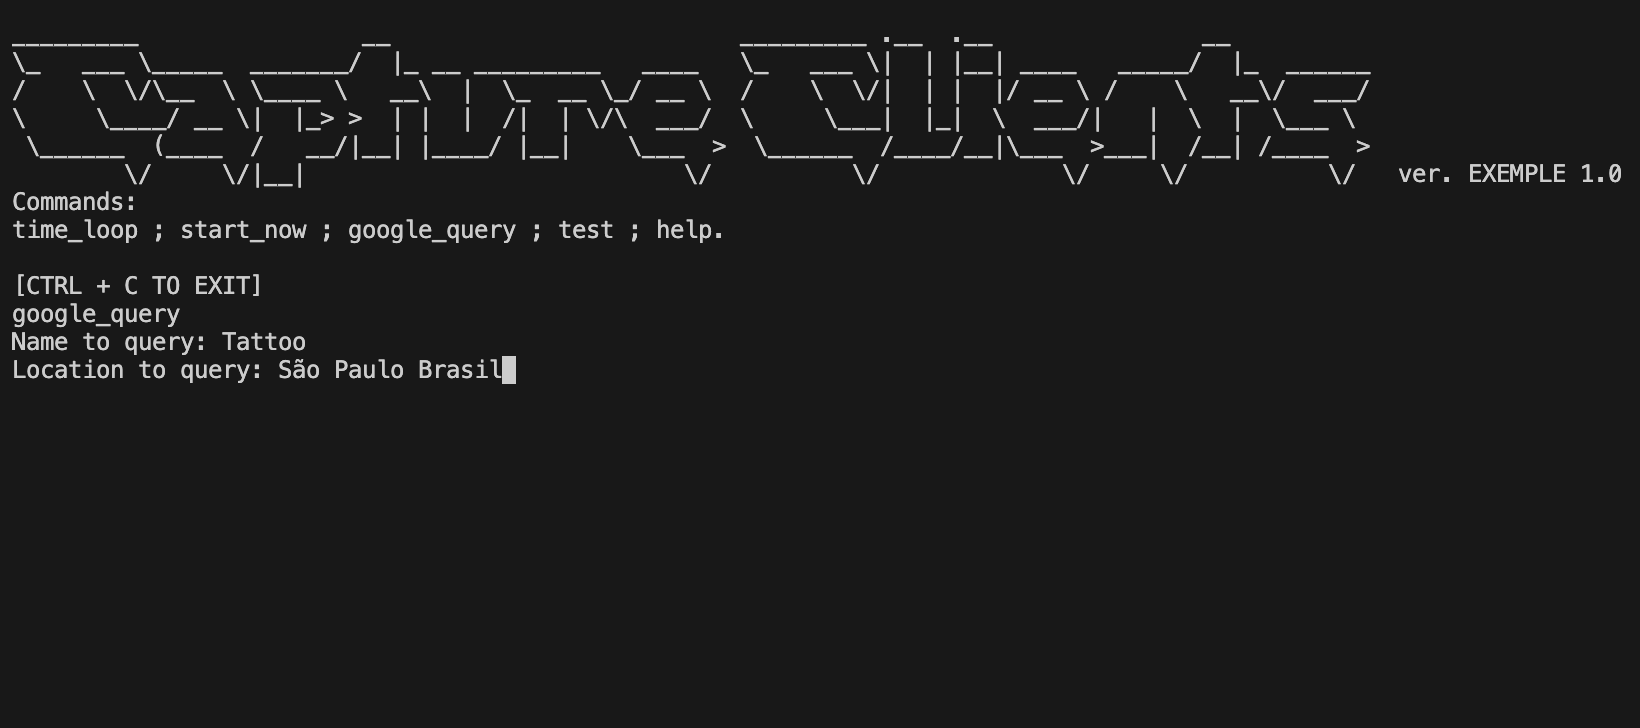 Capture Clients
ver. EXEMPLE 1.0
Commands:
time_loop ; start_now ; google_query ; test ; help.
[CTRL + C TO EXIT]
google_query
Name to query: Tattoo
Location to query: São Paulo Brasil